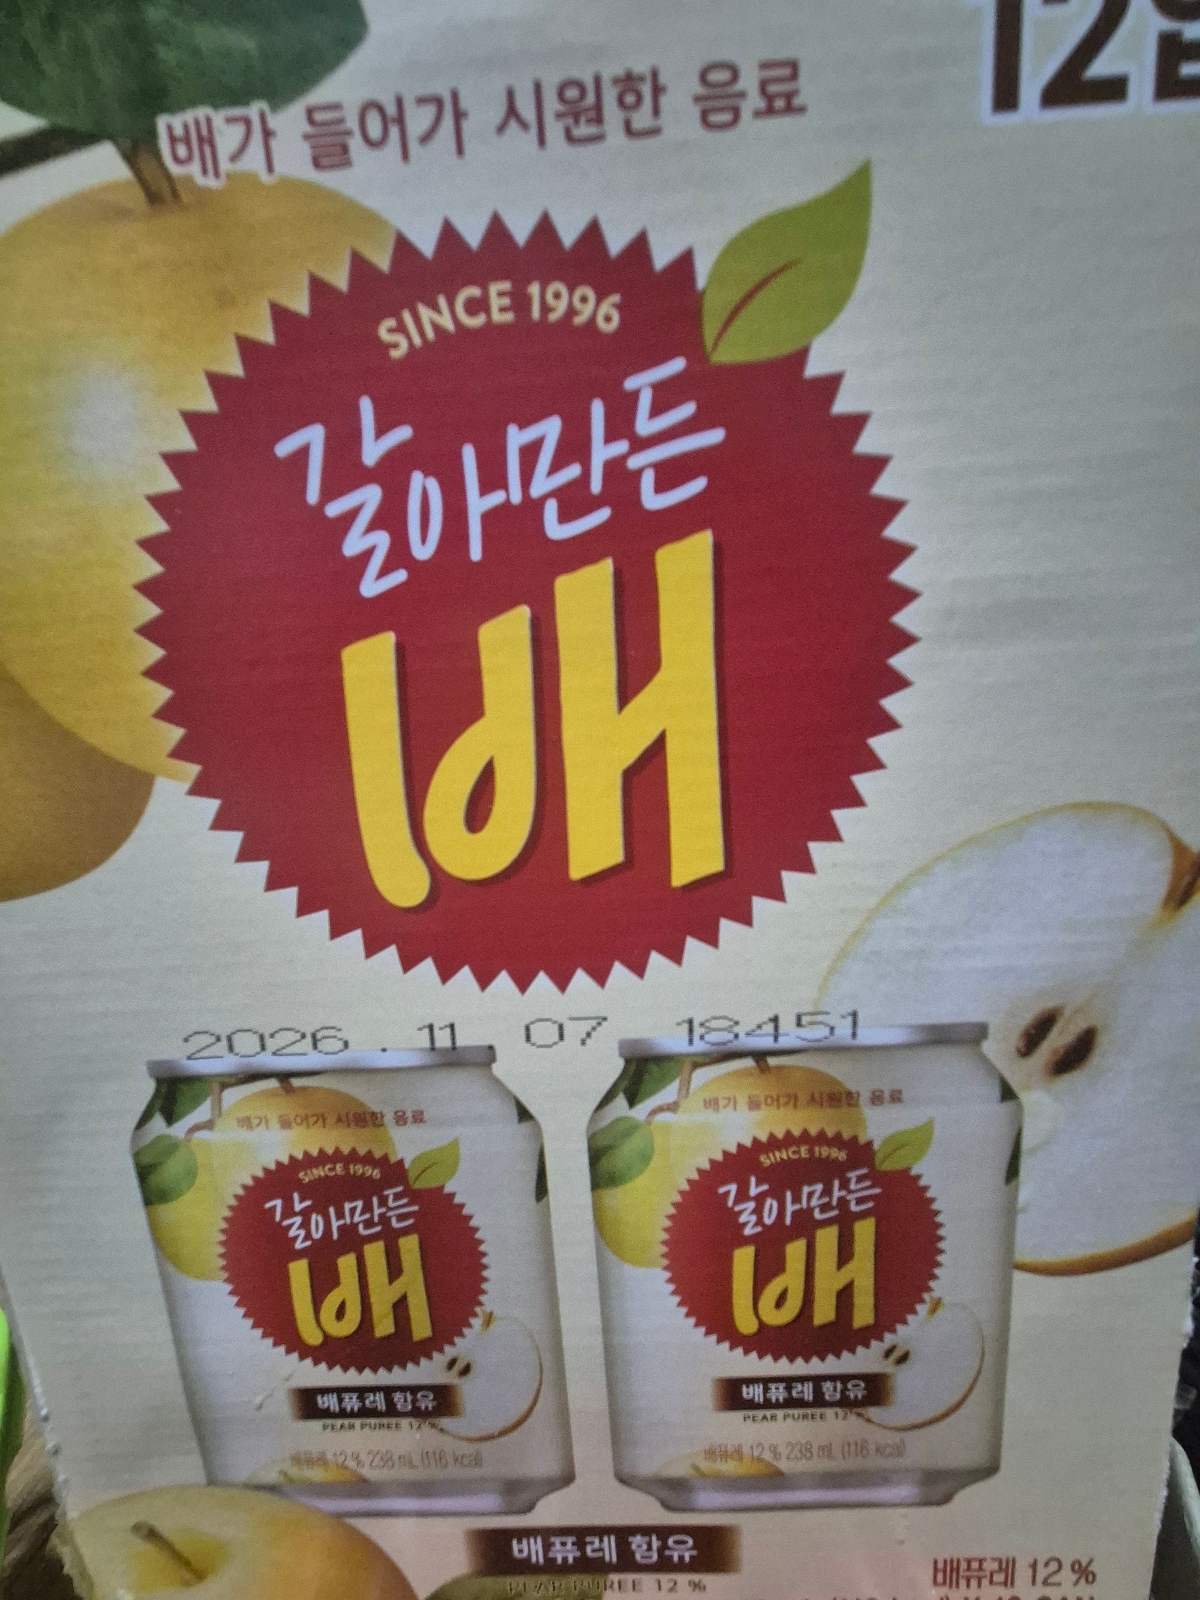 배가 들어가 시원한 음료
SINCE 1996
갈아만든
배
2026 . 11. 07 18451
배가 들어가 시원한 음료
SINCE 1996
갈아만든
배
배퓨레 함유
PEAR PUREE 12 %
배퓨레 12 % 238 mL (116 kcal)
배가 들어가 시원한 음료
SINCE 1996
갈아만든
배
배퓨레 함유
PEAR PUREE 12 %
배퓨레 12 % 238 mL (116 kcal)
배퓨레 함유
PEAR PUREE 12 %
배퓨레 12 %